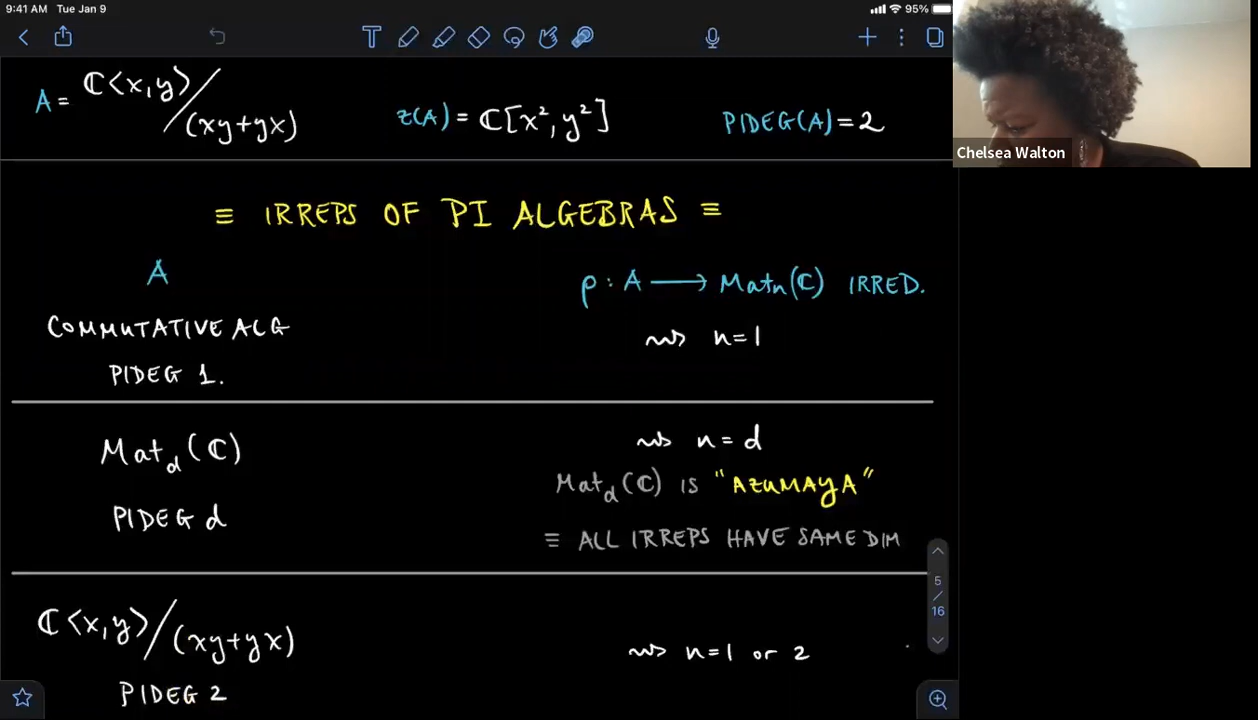 9:41 AM Tue Jan 9
95%
A = ℂ<x,y>/(xy+yx)
Z(A) = ℂ[x², y²]
PIDEG(A) = 2
≡ IRREPS OF PI ALGEBRAS ≡
A
ρ : A ⟶ Matn(ℂ) IRRED.
COMMUTATIVE ALG
⇝ n=1
PIDEG 1.
Mat_d(ℂ)
⇝ n = d
Mat_d(ℂ) IS "AZUMAYA"
PIDEG d
≡ ALL IRREPS HAVE SAME DIM
ℂ<x,y>/(xy+yx)
⇝ n=1 or 2
PIDEG 2
5
/
16
Chelsea Walton